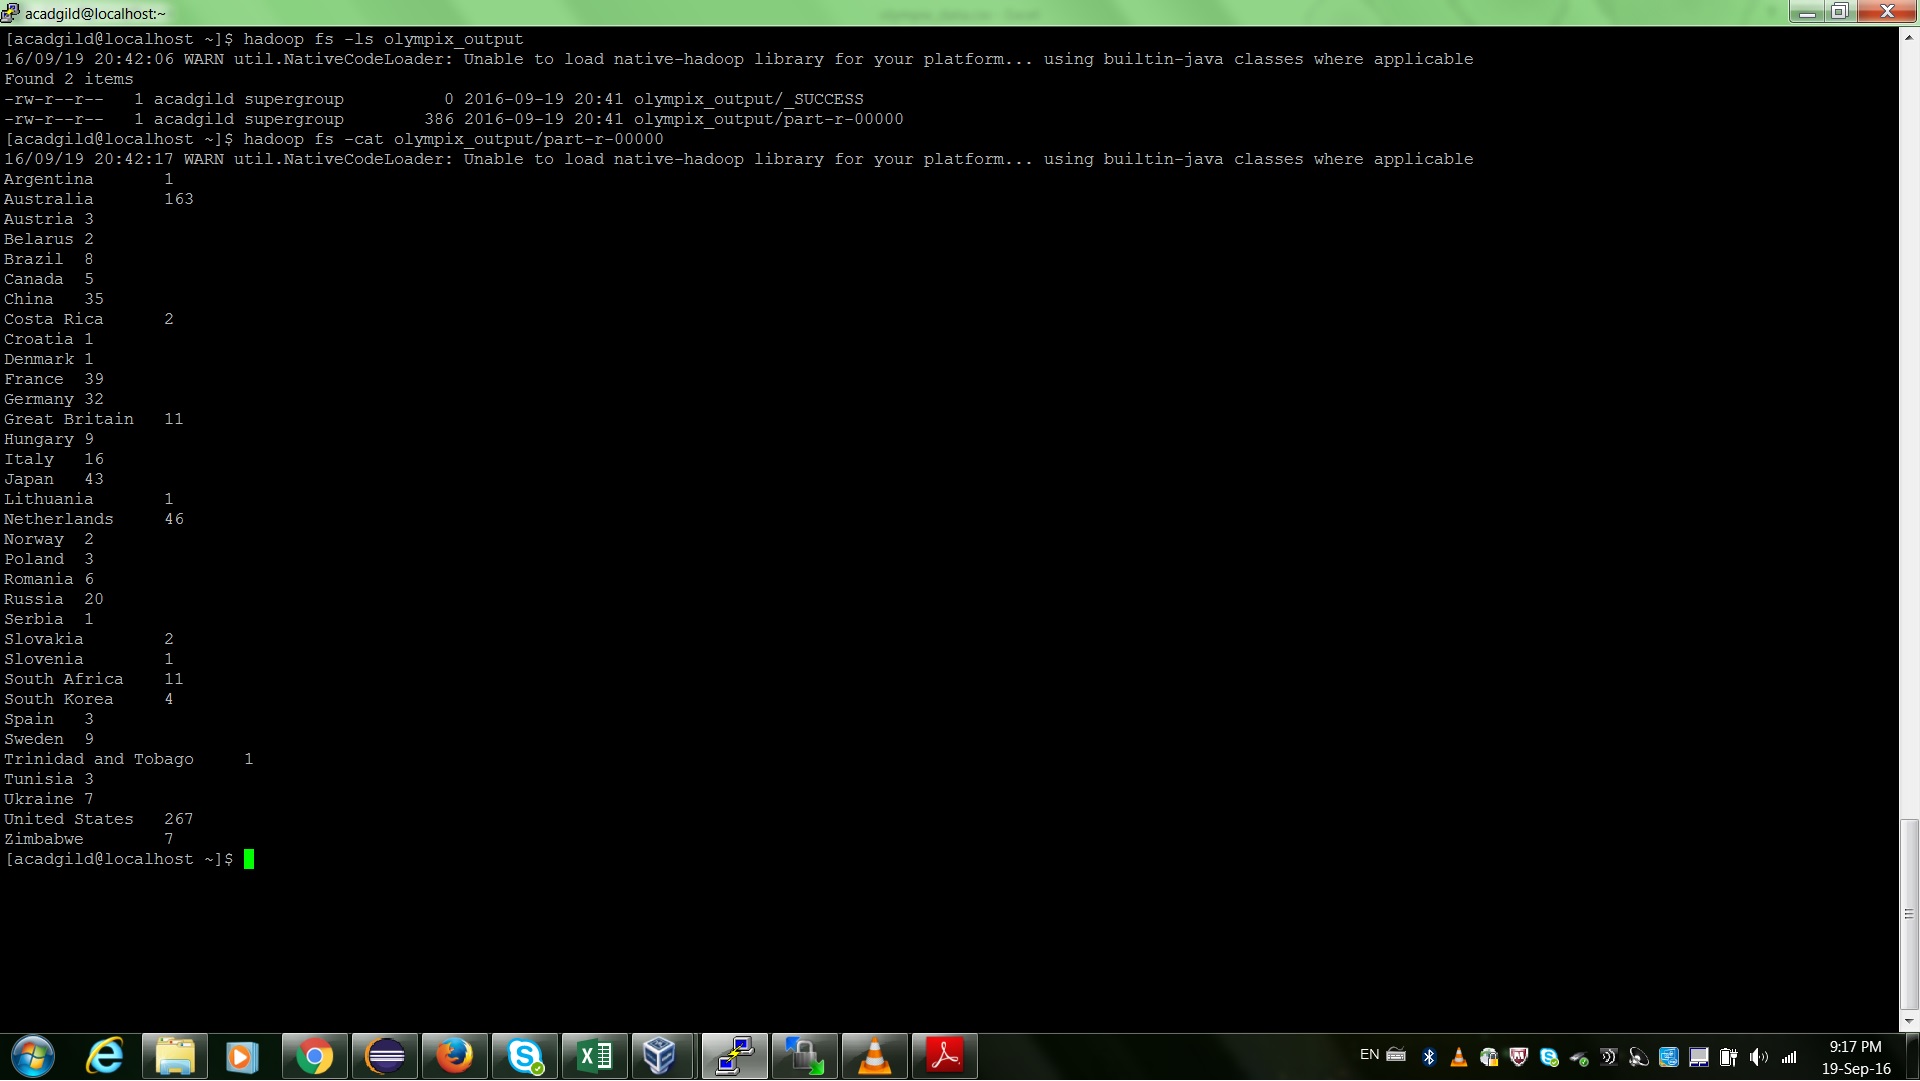 acadgild@localhost:~
[acadgild@localhost ~]$ hadoop fs -ls olympix_output
16/09/19 20:42:06 WARN util.NativeCodeLoader: Unable to load native-hadoop library for your platform... using builtin-java classes where applicable
Found 2 items
-rw-r--r--   1 acadgild supergroup          0 2016-09-19 20:41 olympix_output/_SUCCESS
-rw-r--r--   1 acadgild supergroup        386 2016-09-19 20:41 olympix_output/part-r-00000
[acadgild@localhost ~]$ hadoop fs -cat olympix_output/part-r-00000
16/09/19 20:42:17 WARN util.NativeCodeLoader: Unable to load native-hadoop library for your platform... using builtin-java classes where applicable
Argentina       1
Australia       163
Austria 3
Belarus 2
Brazil  8
Canada  5
China   35
Costa Rica      2
Croatia 1
Denmark 1
France  39
Germany 32
Great Britain   11
Hungary 9
Italy   16
Japan   43
Lithuania       1
Netherlands     46
Norway  2
Poland  3
Romania 6
Russia  20
Serbia  1
Slovakia        2
Slovenia        1
South Africa    11
South Korea     4
Spain   3
Sweden  9
Trinidad and Tobago     1
Tunisia 3
Ukraine 7
United States   267
Zimbabwe        7
[acadgild@localhost ~]$
EN
9:17 PM
19-Sep-16